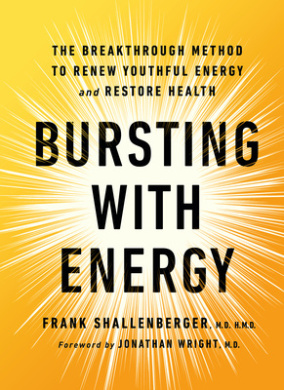 THE BREAKTHROUGH METHOD
TO RENEW YOUTHFUL ENERGY
and RESTORE HEALTH
BURSTING
WITH
ENERGY
FRANK SHALLENBERGER, M.D. H.M.D.
Foreword by JONATHAN WRIGHT, M.D.